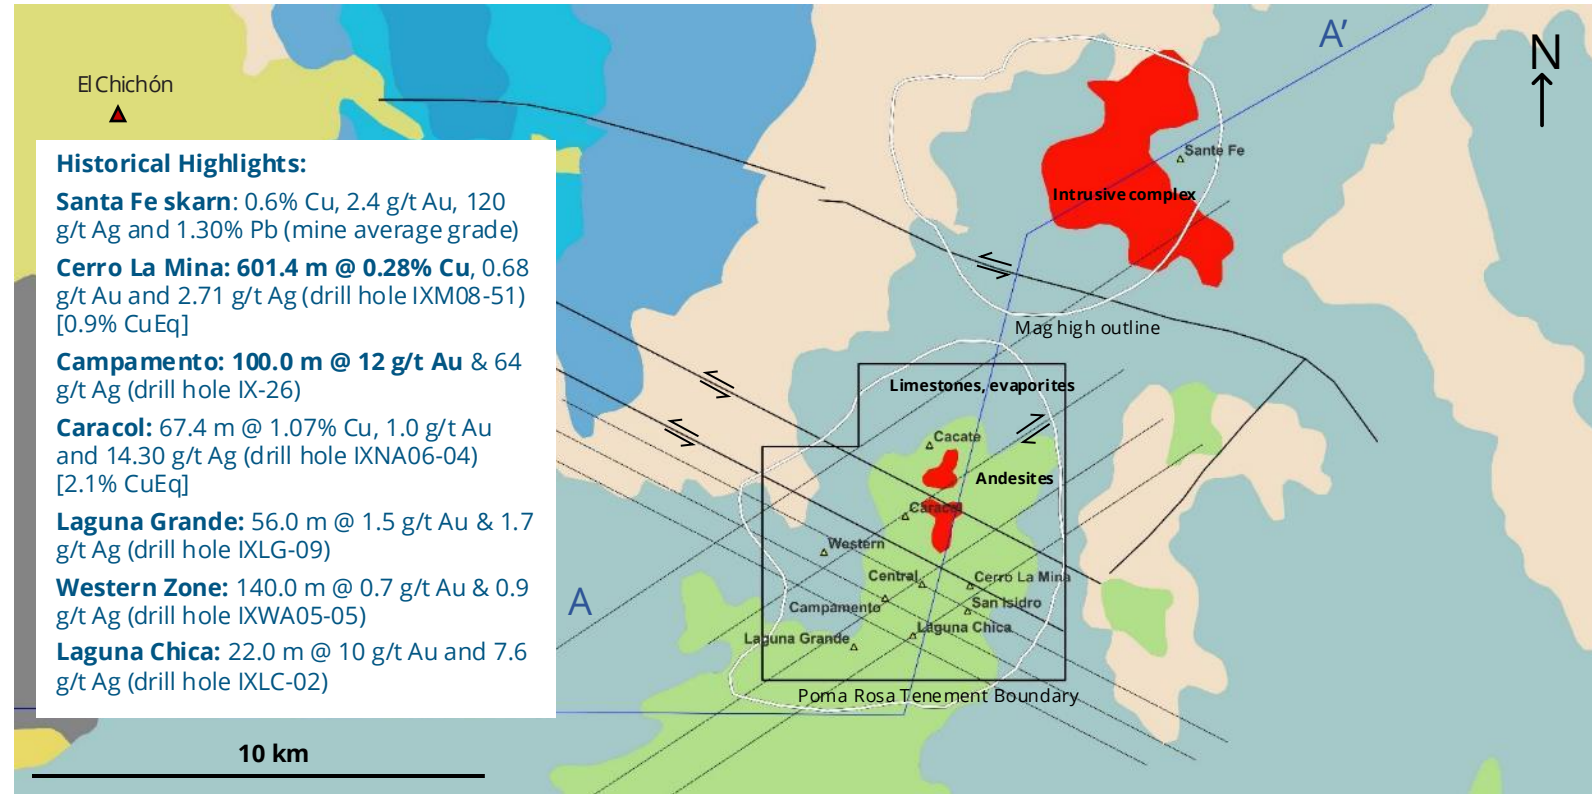 A’
N
El Chichón
Historical Highlights:
Santa Fe skarn: 0.6% Cu, 2.4 g/t Au, 120
g/t Ag and 1.30% Pb (mine average grade)
Cerro La Mina: 601.4 m @ 0.28% Cu, 0.68
g/t Au and 2.71 g/t Ag (drill hole IXM08-51)
[0.9% CuEq]
Campamento: 100.0 m @ 12 g/t Au & 64
g/t Ag (drill hole IX-26)
Caracol: 67.4 m @ 1.07% Cu, 1.0 g/t Au
and 14.30 g/t Ag (drill hole IXNA06-04)
[2.1% CuEq]
Laguna Grande: 56.0 m @ 1.5 g/t Au & 1.7
g/t Ag (drill hole IXLG-09)
Western Zone: 140.0 m @ 0.7 g/t Au & 0.9
g/t Ag (drill hole IXWA05-05)
Laguna Chica: 22.0 m @ 10 g/t Au and 7.6
g/t Ag (drill hole IXLC-02)
10 km
Sante Fe
Intrusive complex
Mag high outline
Limestones, evaporites
Cacate
Andesites
Caracol
Western
Central
Cerro La Mina
Campamento
San Isidro
Laguna Chica
Laguna Grande
A
Poma Rosa Tenement Boundary